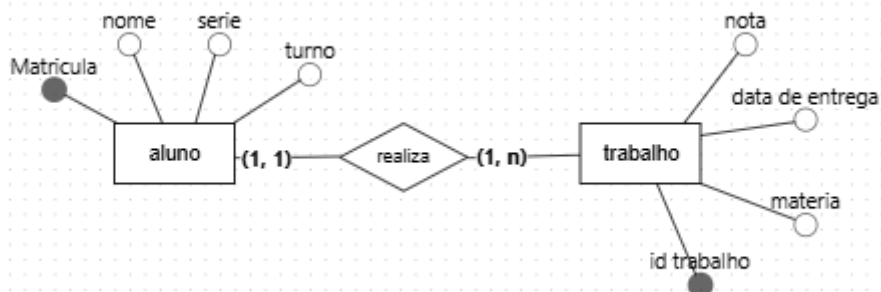 nome
serie
turno
Matricula
aluno
(1, 1)
realiza
(1, n)
trabalho
nota
data de entrega
materia
id trabalho